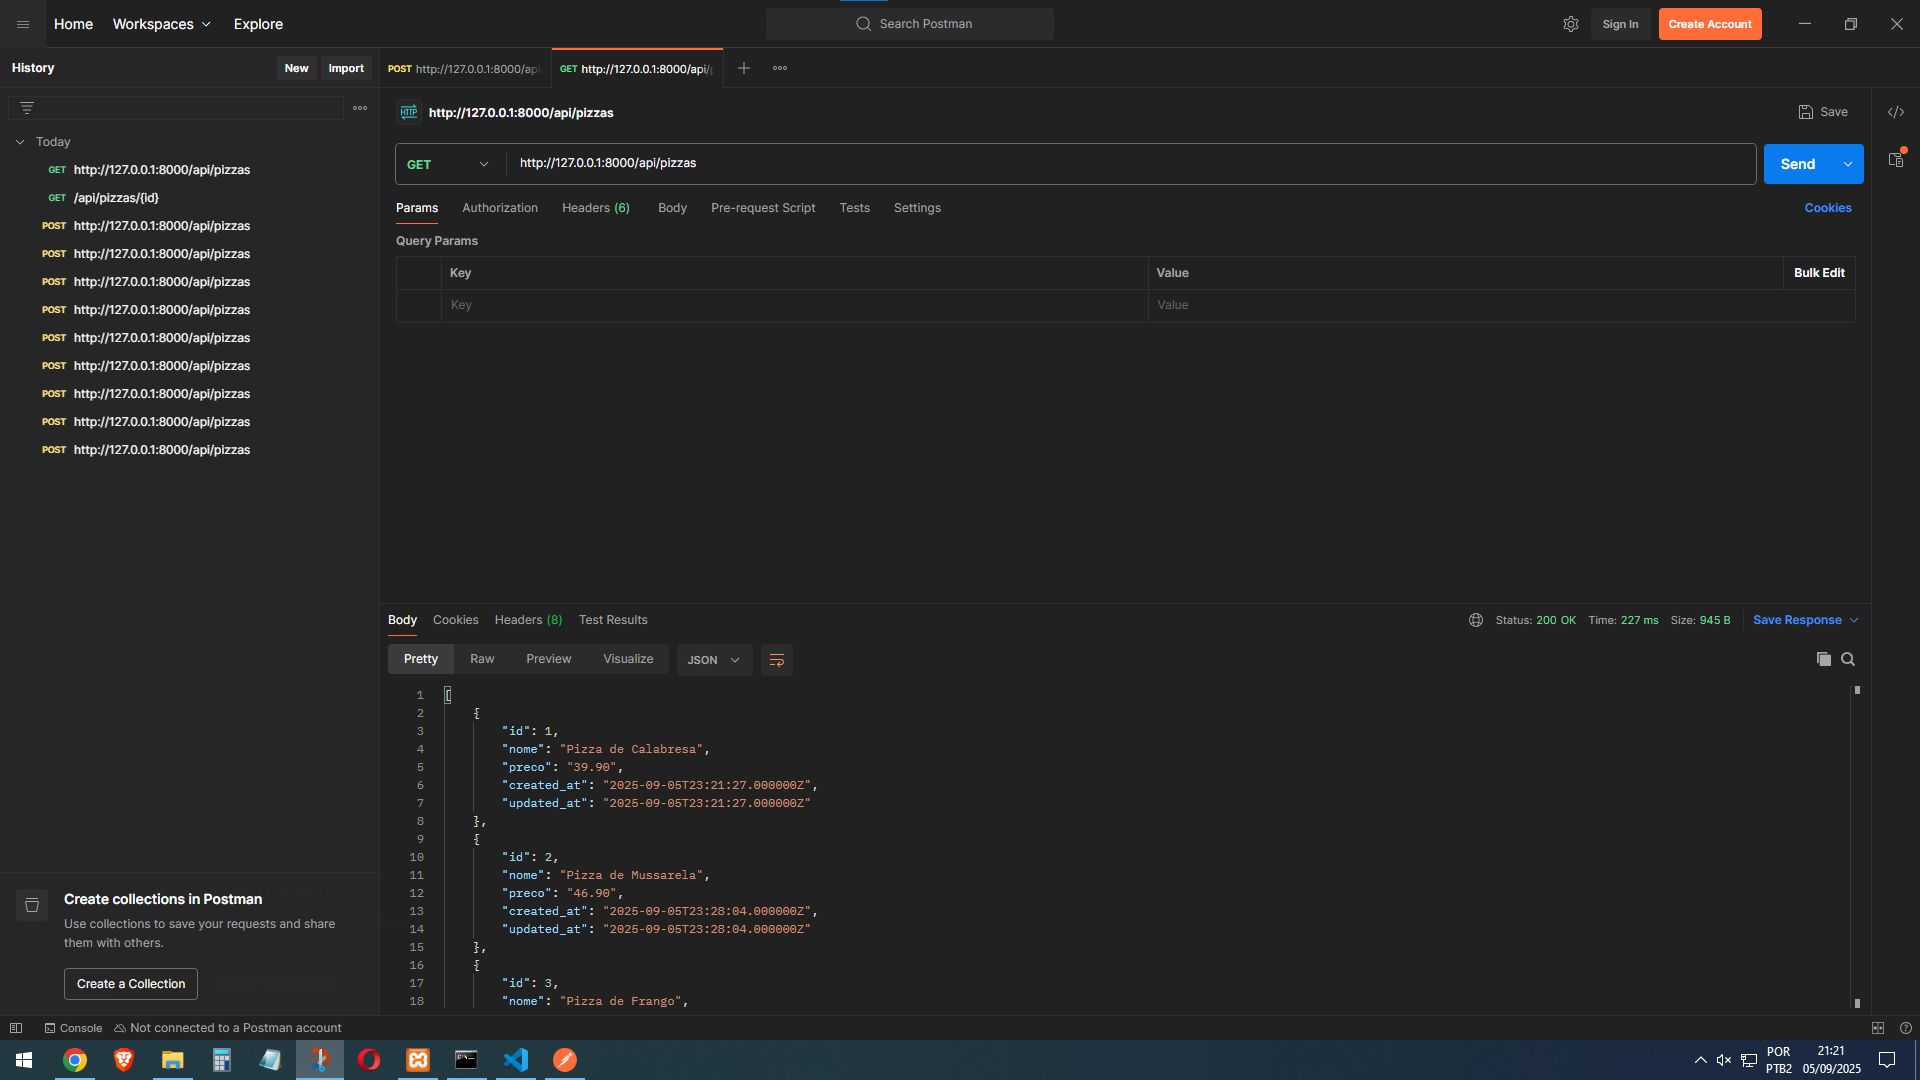 Home Workspaces Explore Search Postman Sign In Create Account
History New Import POST http://127.0.0.1:8000/api GET http://127.0.0.1:8000/api/
Today
GET http://127.0.0.1:8000/api/pizzas
GET /api/pizzas/{id}
POST http://127.0.0.1:8000/api/pizzas
POST http://127.0.0.1:8000/api/pizzas
POST http://127.0.0.1:8000/api/pizzas
POST http://127.0.0.1:8000/api/pizzas
POST http://127.0.0.1:8000/api/pizzas
POST http://127.0.0.1:8000/api/pizzas
POST http://127.0.0.1:8000/api/pizzas
POST http://127.0.0.1:8000/api/pizzas
POST http://127.0.0.1:8000/api/pizzas
Create collections in Postman
Use collections to save your requests and share
them with others.
Create a Collection
HTTP http://127.0.0.1:8000/api/pizzas Save
GET http://127.0.0.1:8000/api/pizzas Send
Params Authorization Headers (6) Body Pre-request Script Tests Settings Cookies
Query Params
Key Value Bulk Edit
Key Value
Body Cookies Headers (8) Test Results Status: 200 OK Time: 227 ms Size: 945 B Save Response
Pretty Raw Preview Visualize JSON
1 [
2 {
3 "id": 1,
4 "nome": "Pizza de Calabresa",
5 "preco": "39.90",
6 "created_at": "2025-09-05T23:21:27.000000Z",
7 "updated_at": "2025-09-05T23:21:27.000000Z"
8 },
9 {
10 "id": 2,
11 "nome": "Pizza de Mussarela",
12 "preco": "46.90",
13 "created_at": "2025-09-05T23:28:04.000000Z",
14 "updated_at": "2025-09-05T23:28:04.000000Z"
15 },
16 {
17 "id": 3,
18 "nome": "Pizza de Frango",
Console Not connected to a Postman account
POR 21:21
PTB2 05/09/2025